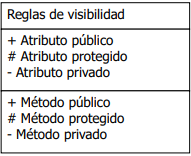 Reglas de visibilidad
+ Atributo público
# Atributo protegido
- Atributo privado
+ Método público
# Método protegido
- Método privado